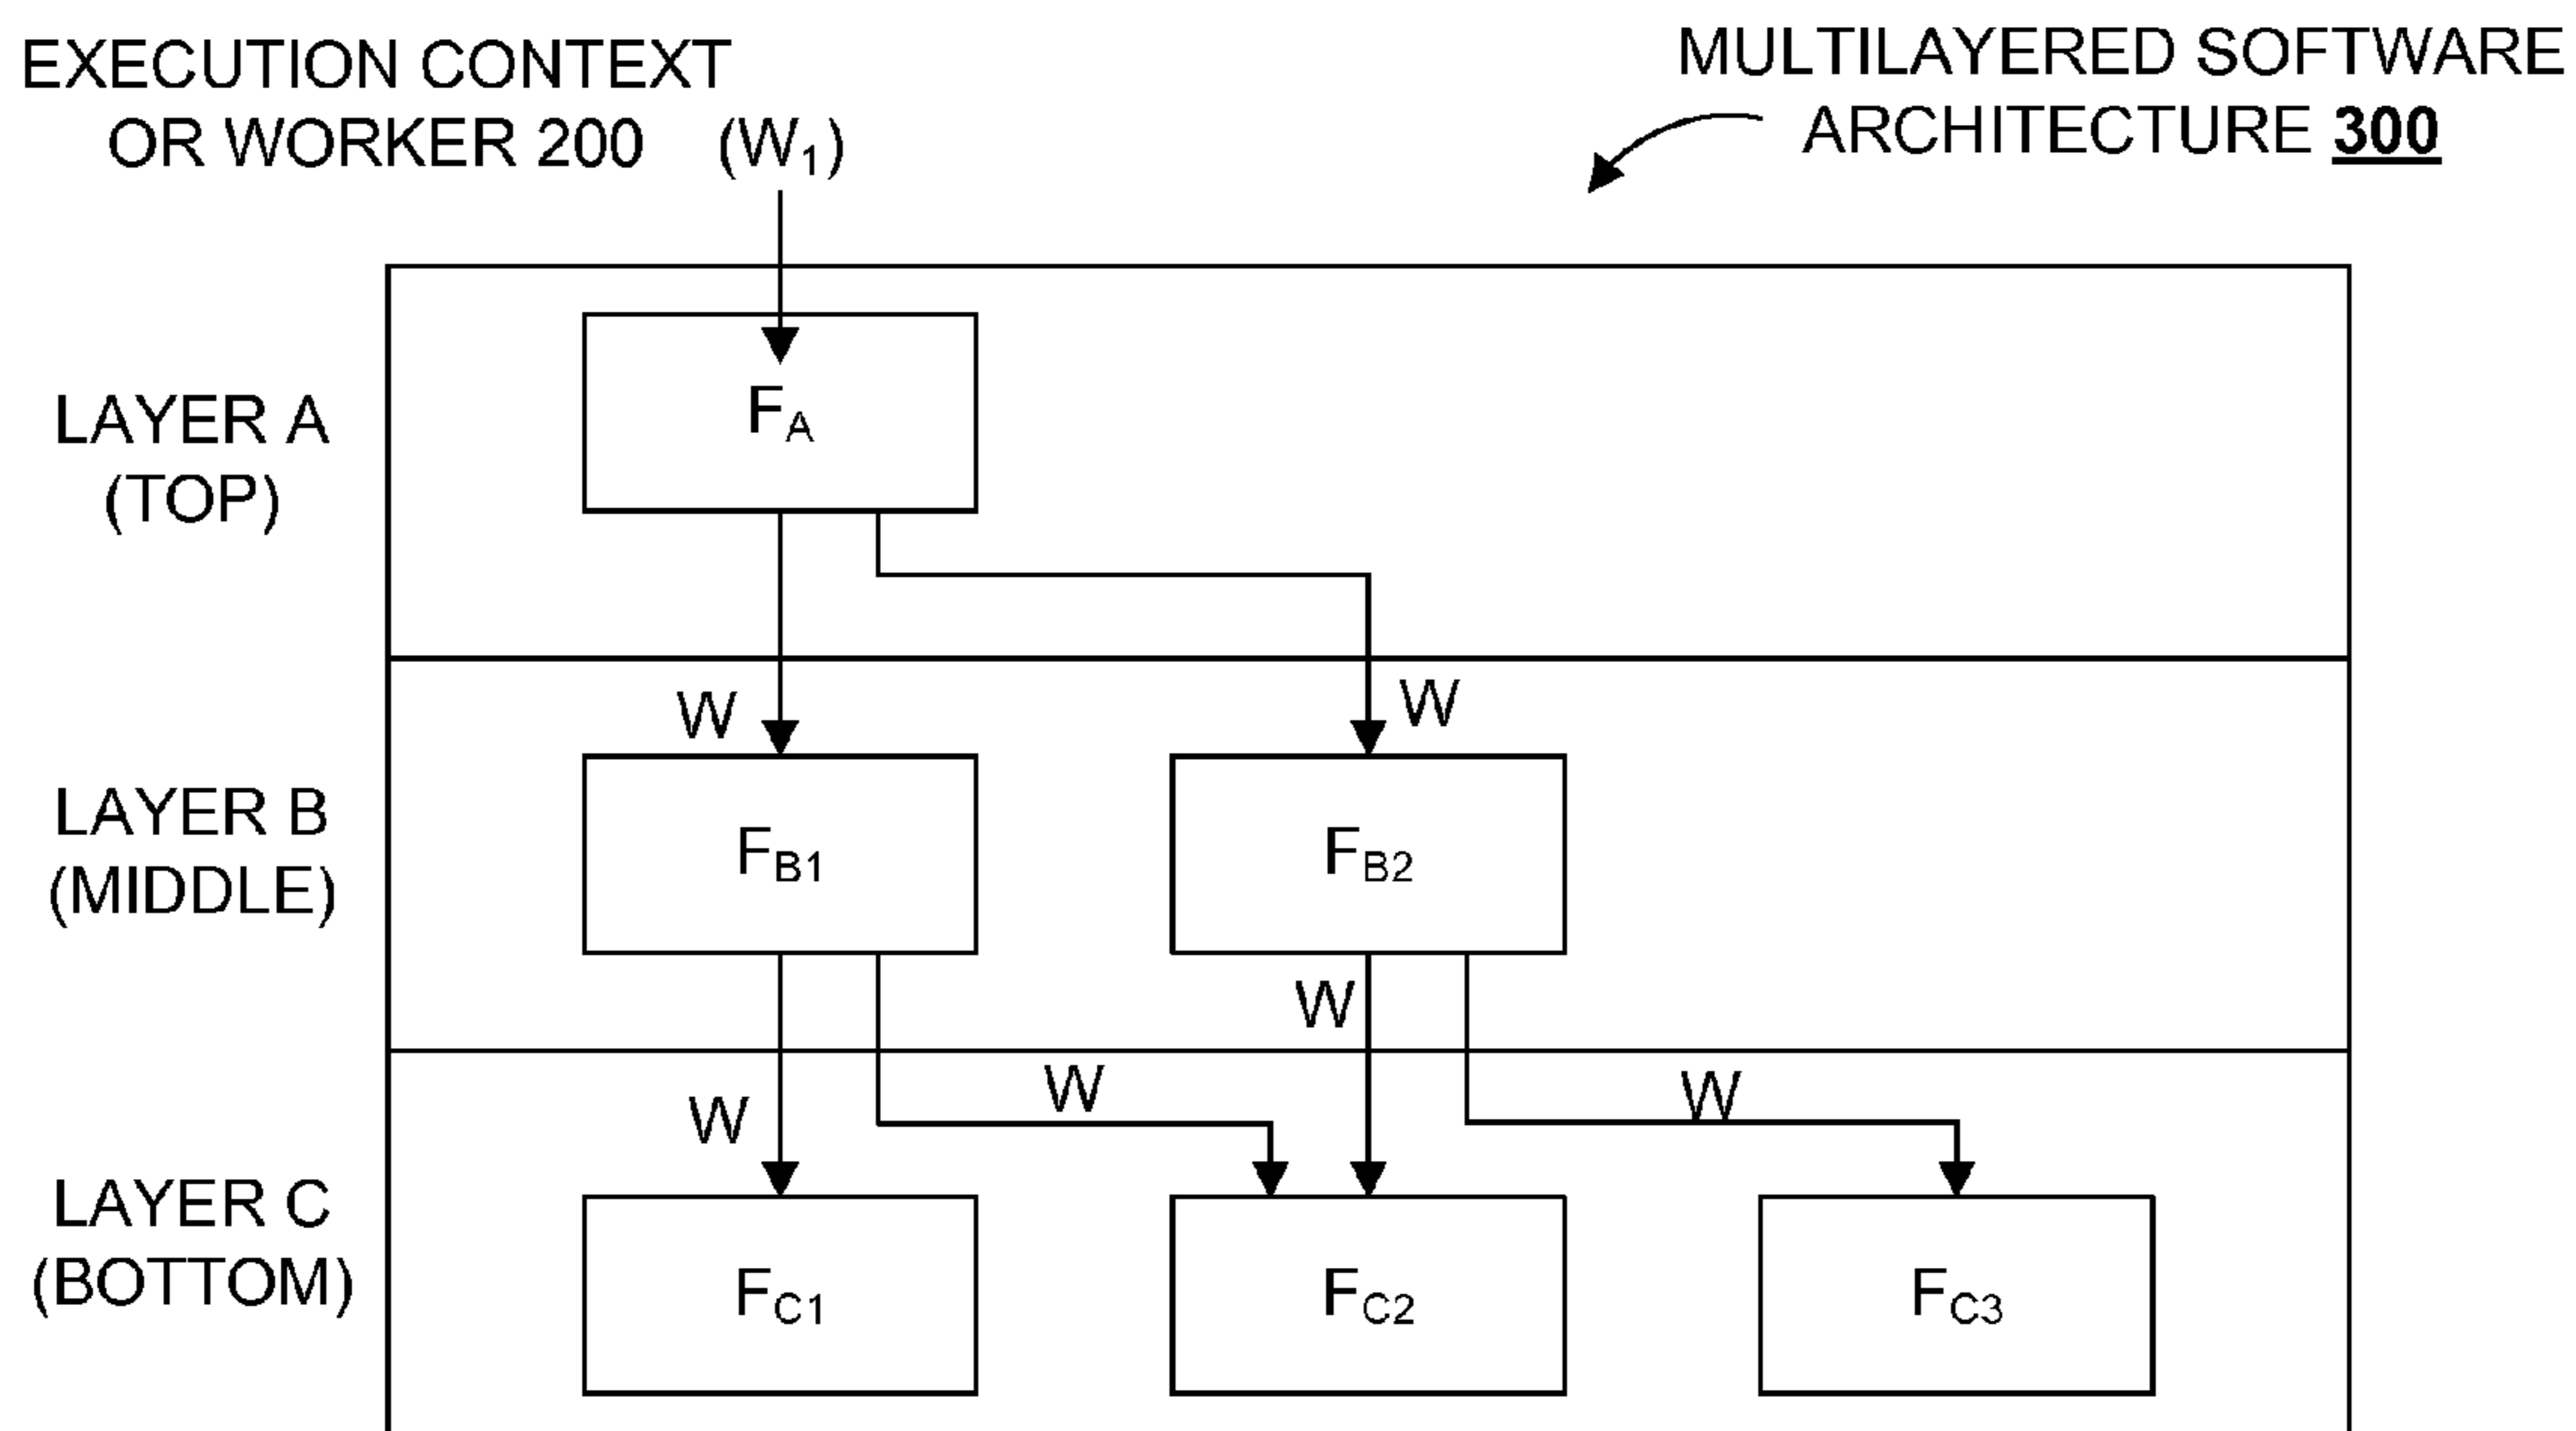 EXECUTION CONTEXT
OR WORKER 200 (W1)
MULTILAYERED SOFTWARE
ARCHITECTURE 300
LAYER A
(TOP)
FA
W
W
LAYER B
(MIDDLE)
FB1
FB2
W
W
W
W
LAYER C
(BOTTOM)
FC1
FC2
FC3